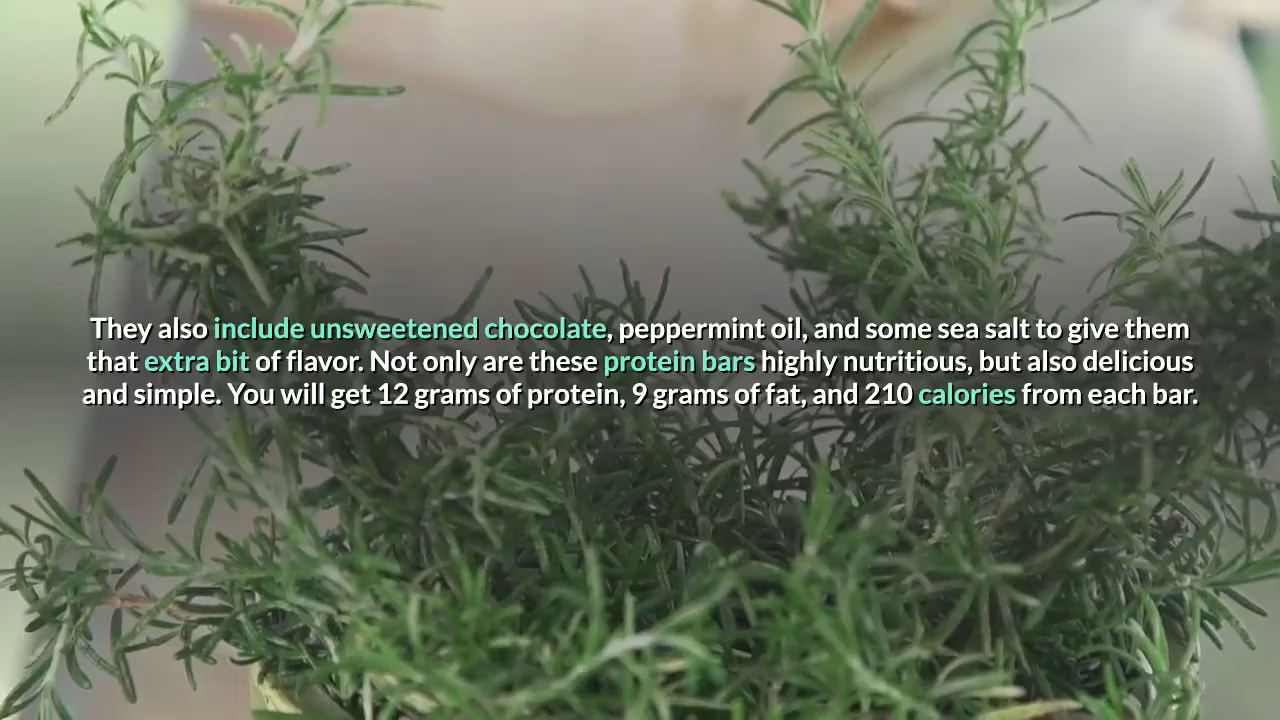 They also include unsweetened chocolate, peppermint oil, and some sea salt to give them
that extra bit of flavor. Not only are these protein bars highly nutritious, but also delicious
and simple. You will get 12 grams of protein, 9 grams of fat, and 210 calories from each bar.